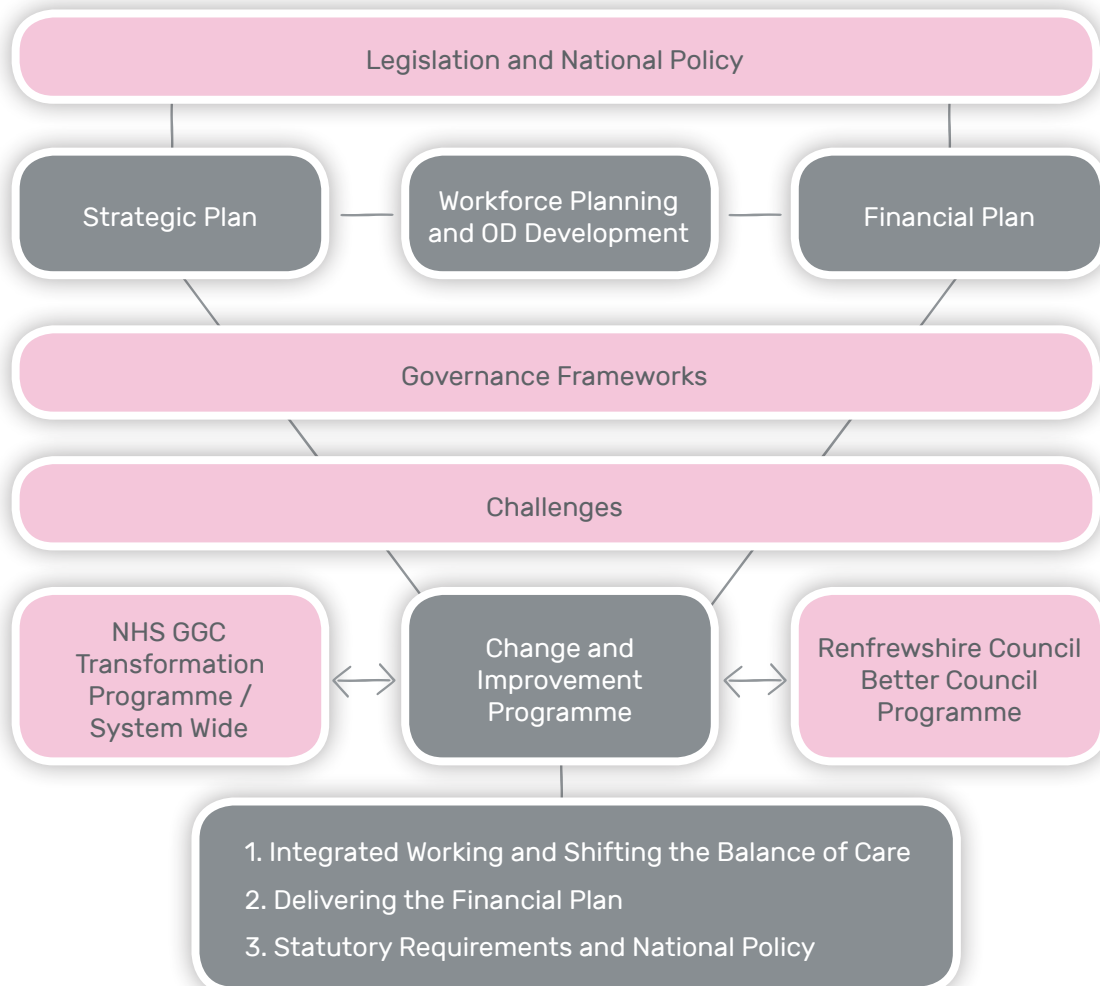 Legislation and National Policy
Strategic Plan
Workforce Planning
and OD Development
Financial Plan
Governance Frameworks
Challenges
NHS GGC
Transformation
Programme /
System Wide
Change and
Improvement
Programme
Renfrewshire Council
Better Council
Programme
1. Integrated Working and Shifting the Balance of Care
2. Delivering the Financial Plan
3. Statutory Requirements and National Policy